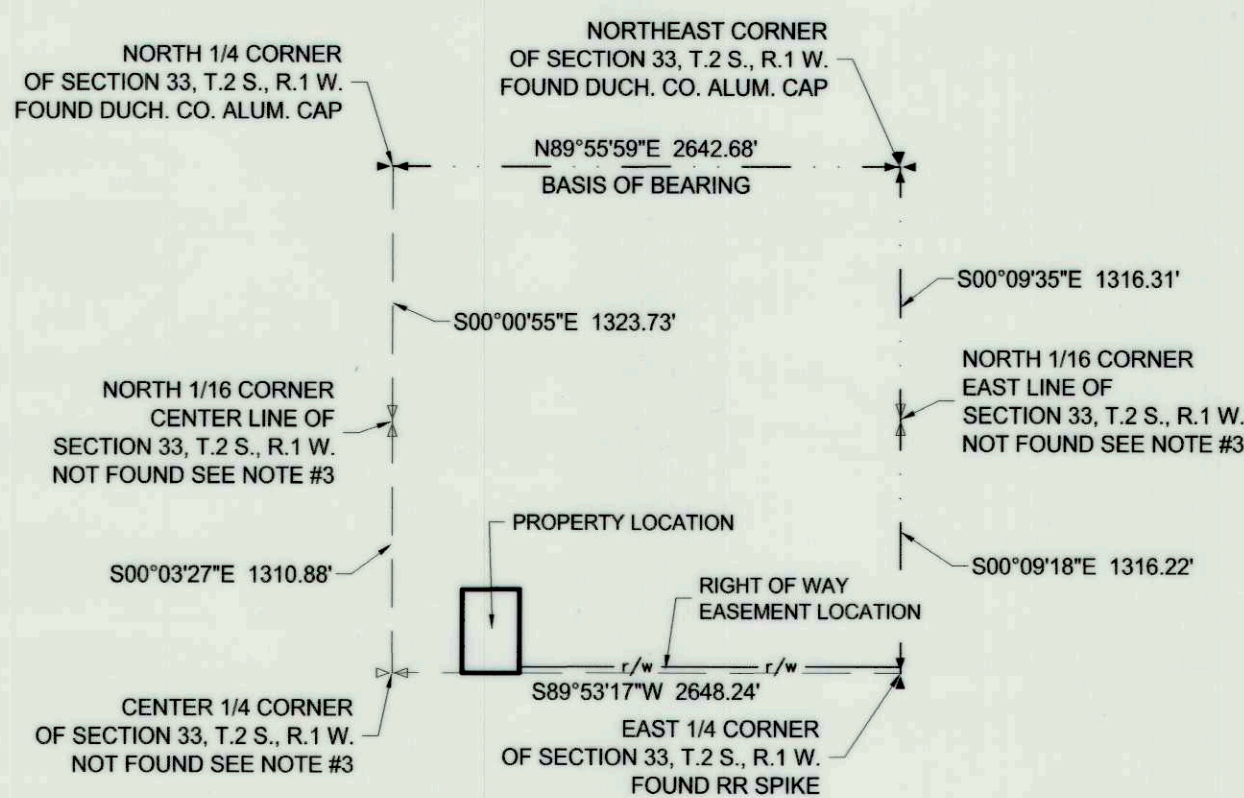 NORTH 1/4 CORNER
OF SECTION 33, T.2 S., R.1 W.
FOUND DUCH. CO. ALUM. CAP
NORTHEAST CORNER
OF SECTION 33, T.2 S., R.1 W.
FOUND DUCH. CO. ALUM. CAP
N89°55'59"E 2642.68'
BASIS OF BEARING
S00°09'35"E 1316.31'
S00°00'55"E 1323.73'
NORTH 1/16 CORNER
CENTER LINE OF
SECTION 33, T.2 S., R.1 W.
NOT FOUND SEE NOTE #3
NORTH 1/16 CORNER
EAST LINE OF
SECTION 33, T.2 S., R.1 W.
NOT FOUND SEE NOTE #3
PROPERTY LOCATION
S00°03'27"E 1310.88'
S00°09'18"E 1316.22'
RIGHT OF WAY
EASEMENT LOCATION
r/w r/w
S89°53'17"W 2648.24'
CENTER 1/4 CORNER
OF SECTION 33, T.2 S., R.1 W.
NOT FOUND SEE NOTE #3
EAST 1/4 CORNER
OF SECTION 33, T.2 S., R.1 W.
FOUND RR SPIKE